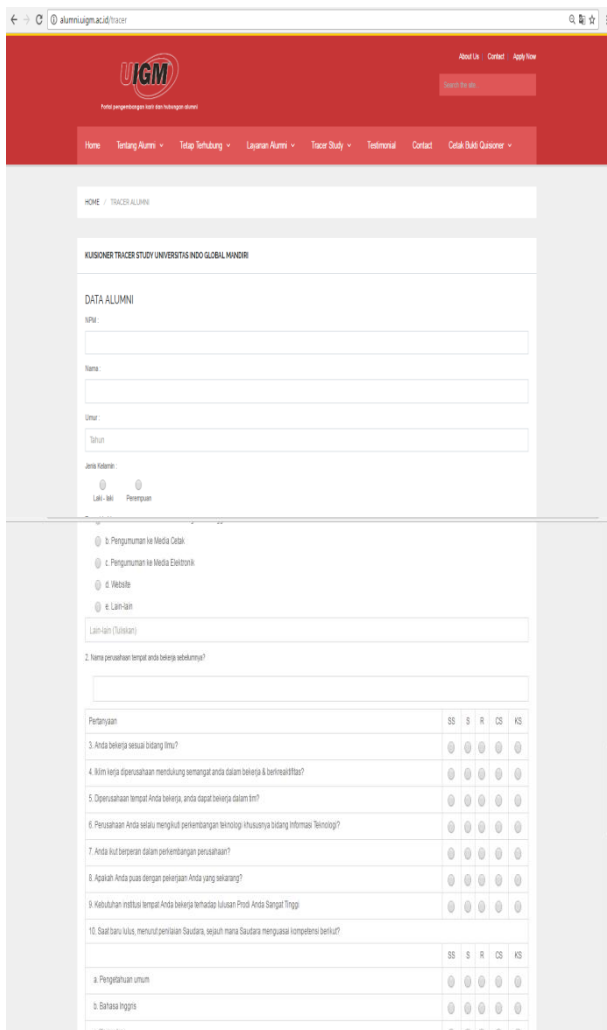 alumni.uigm.ac.id/tracer
About Us Contact Apply Now
UIGM
Search the site...
Portal pengembangan karir dan hubungan alumni
Home Tentang Alumni Tetap Terhubung Layanan Alumni Tracer Study Testimonial Contact Cetak Bukti Quisioner
HOME / TRACER ALUMNI
KUISIONER TRACER STUDY UNIVERSITAS INDO GLOBAL MANDIRI
DATA ALUMNI
NPM :
Nama :
Umur :
Tahun
Jenis Kelamin :
Laki - laki Perempuan
b. Pengumuman ke Media Cetak
c. Pengumuman ke Media Elektronik
d. Website
e. Lain-lain
Lain-lain (Tuliskan)
2. Nama perusahaan tempat anda bekerja sebelumnya?
Pertanyaan SS S R CS KS
3. Anda bekerja sesuai bidang ilmu?
4. Iklim kerja diperusahaan mendukung semangat anda dalam bekerja & berkreaktifitas?
5. Diperusahaan tempat Anda bekerja, anda dapat bekerja dalam tim?
6. Perusahaan Anda selalu mengikuti perkembangan teknologi khususnya bidang Informasi Teknologi?
7. Anda ikut berperan dalam perkembangan perusahaan?
8. Apakah Anda puas dengan pekerjaan Anda yang sekarang?
9. Kebutuhan institusi tempat Anda bekerja terhadap lulusan Prodi Anda Sangat Tinggi
10. Saat baru lulus, menurut penilaian Saudara, sejauh mana Saudara menguasai kompetensi berikut?
SS S R CS KS
a. Pengetahuan umum
b. Bahasa Inggris